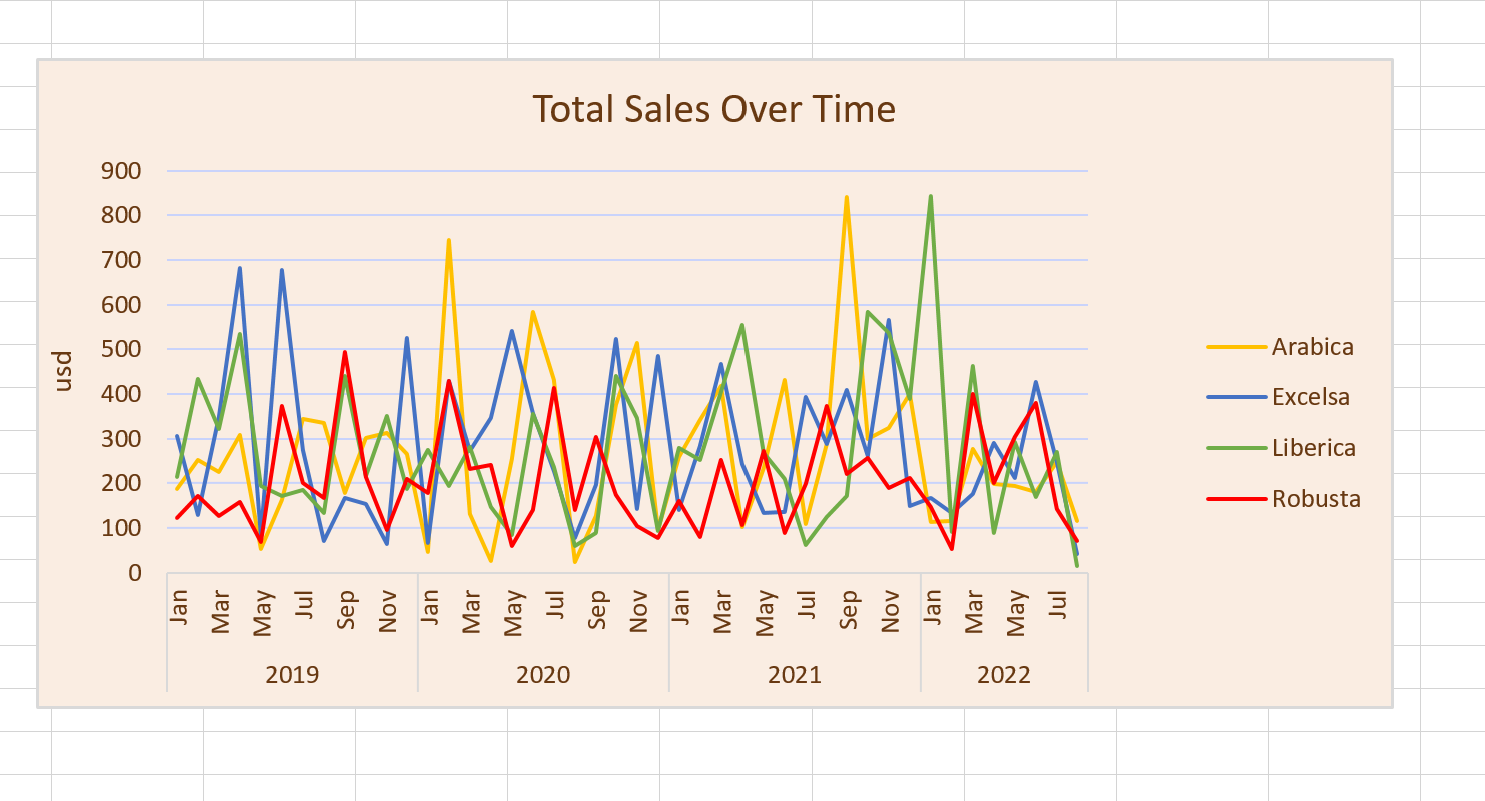 Total Sales Over Time
900
800
700
600
500
400
300
200
100
0
usd
Jan Mar May Jul Sep Nov Jan Mar May Jul Sep Nov Jan Mar May Jul Sep Nov Jan Mar May Jul
2019 2020 2021 2022
Arabica
Excelsa
Liberica
Robusta